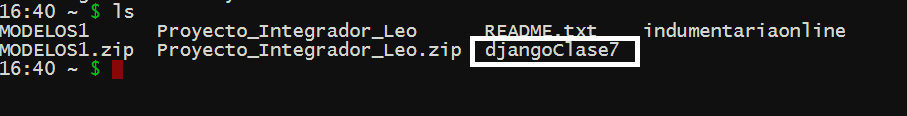 16:40 ~ $ ls
MODELOS1 Proyecto_Integrador_Leo README.txt indumentariaonline
MODELOS1.zip Proyecto_Integrador_Leo.zip djangoClase7
16:40 ~ $